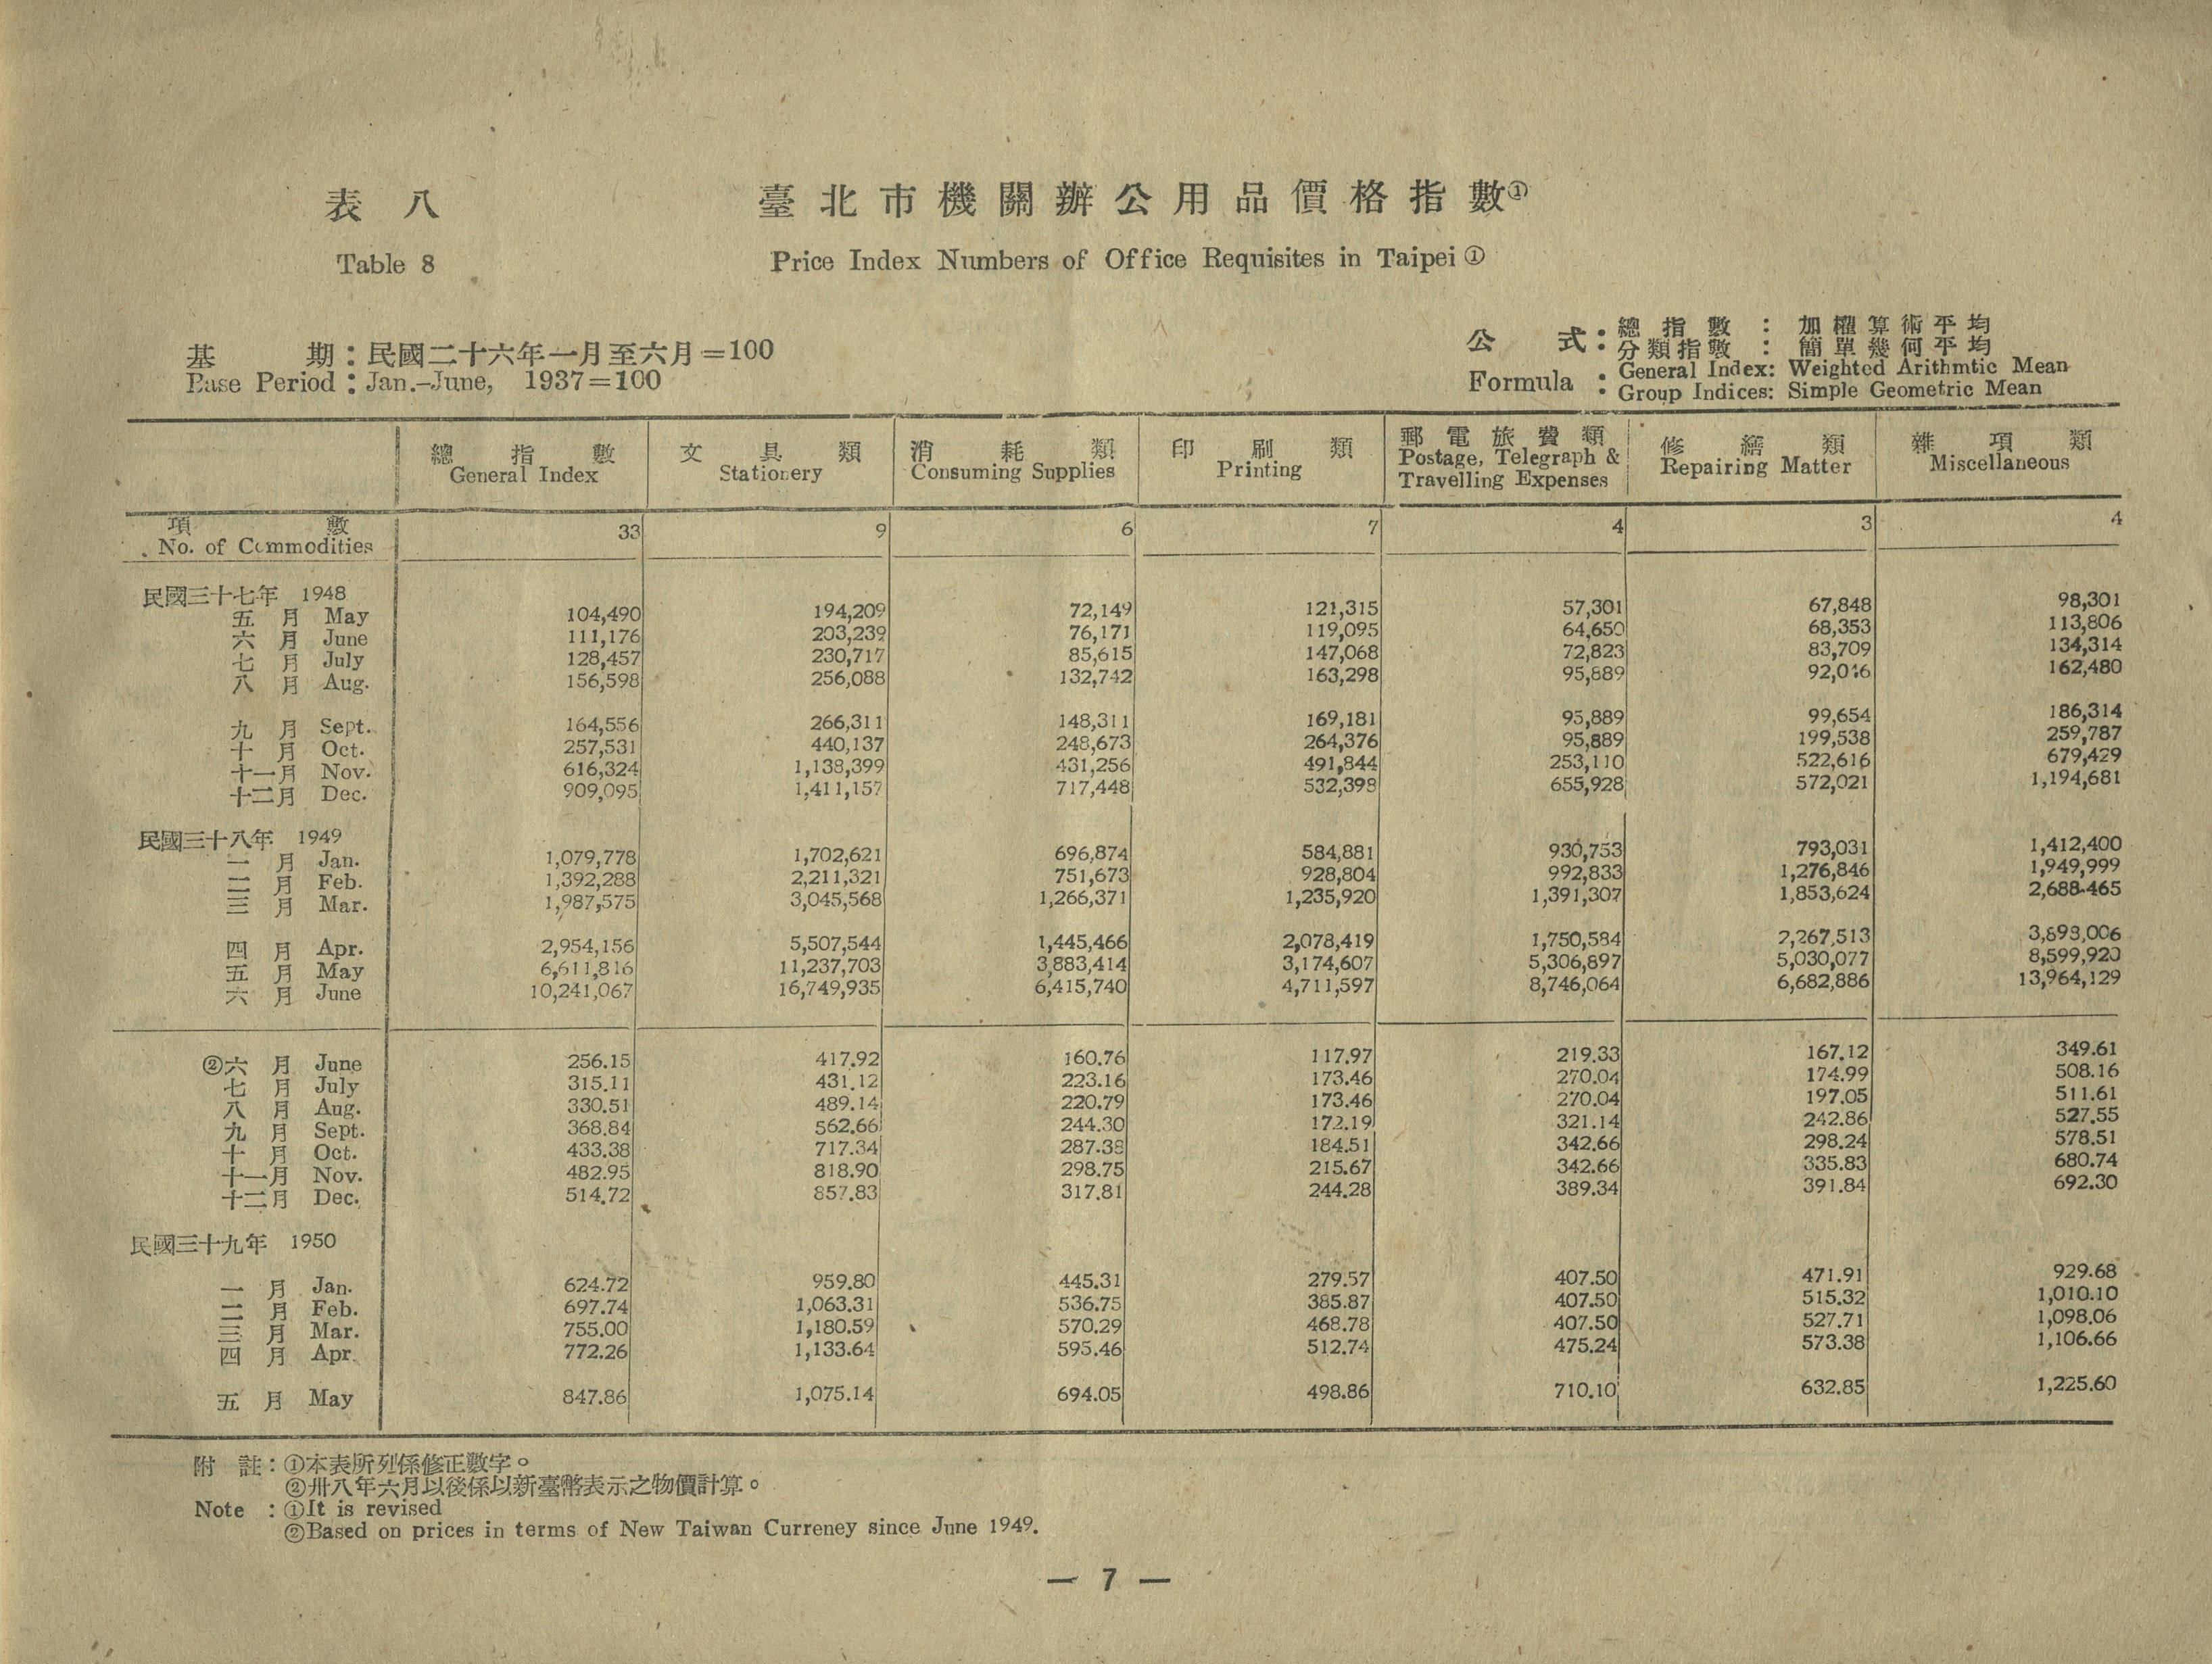 表八 臺北市機關辦公用品價格指數①
Table 8 Price Index Numbers of Office Requisites in Taipei ①
基期:民國二十六年一月至六月=100
Base Period : Jan.–June, 1937=100
公式: 總指數 : 加權算術平均
分類指數 : 簡單幾何平均
Formula : General Index: Weighted Arithmtic Mean
Group Indices: Simple Geometric Mean
總指數 文具類 消耗類 印刷類 郵電旅費類 修繕類 雜項類
General Index Stationery Consuming Supplies Printing Postage, Telegraph & Travelling Expenses Repairing Matter Miscellaneous
項數
No. of Commodities 33 9 6 7 4 3 4
民國三十七年 1948
五月 May 104,490 194,209 72,149 121,315 57,301 67,848 98,301
六月 June 111,176 203,239 76,171 119,095 64,650 68,353 113,806
七月 July 128,457 230,717 85,615 147,068 72,823 83,709 134,314
八月 Aug. 156,598 256,088 132,742 163,298 95,889 162,480
九月 Sept. 164,556 266,311 148,311 169,181 95,889 99,654 186,314
十月 Oct. 257,531 440,137 248,673 264,376 95,889 199,538 259,787
十一月 Nov. 616,324 1,138,399 431,256 491,844 253,110 522,616 679,429
十二月 Dec. 909,095 1,411,157 717,448 532,399 655,928 572,021 1,194,681
民國三十八年 1949
一月 Jan. 1,079,778 1,702,621 696,874 584,881 930,753 793,031 1,412,400
二月 Feb. 1,392,288 2,211,321 751,673 928,804 992,833 1,276,846 1,949,999
三月 Mar. 1,987,575 3,045,568 1,266,371 1,235,920 1,391,307 1,853,624 2,688.465
四月 Apr. 2,954,156 5,507,544 1,445,466 2,078,419 1,750,584 2,267,513
五月 May 6,611,816 11,237,703 3,883,414 3,174,607 5,306,897 5,030,077 8,599,920
六月 June 10,241,067 16,749,935 6,415,740 4,711,597 8,746,064 6,682,886 13,964,129
②六月 June 256.15 417.92 160.76 117.97 219.33 167.12 349.61
七月 July 315.11 431.12 223.16 173.46 270.04 174.99 508.16
八月 Aug. 330.51 489.14 220.79 173.46 270.04 197.05 511.61
九月 Sept. 368.84 562.66 244.30 172.19 321.14 242.86 527.55
十月 Oct. 433.38 717.34 287.38 184.51 342.66 298.24 578.51
十一月 Nov. 482.95 818.90 298.75 215.67 342.66 335.83 680.74
十二月 Dec. 514.72 857.83 317.81 244.28 389.34 391.84 692.30
民國三十九年 1950
一月 Jan. 624.72 959.80 445.31 279.57 407.50 471.91 929.68
二月 Feb. 697.74 1,063.31 536.75 385.87 407.50 515.32 1,010.10
三月 Mar. 755.00 1,180.59 570.29 468.78 407.50 527.71 1,098.06
四月 Apr. 772.26 1,133.64 595.46 512.74 475.24 573.38 1,106.66
五月 May 847.86 1,075.14 694.05 498.86 710.10 632.85 1,225.60
附註:①本表所列係修正數字。
②卅八年六月以後係以新臺幣表示之物價計算。
Note : ①It is revised
②Based on prices in terms of New Taiwan Curreney since June 1949.
— 7 —